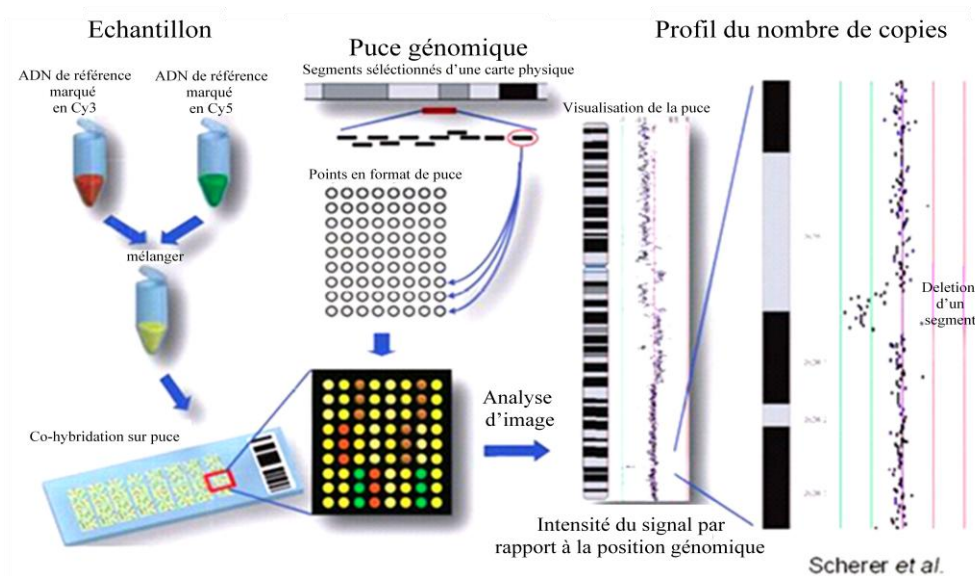 Echantillon
ADN de référence
marqué
en Cy3
ADN de référence
marqué
en Cy5
mélanger
Co-hybridation sur puce
Puce génomique
Segments séléctionnés d'une carte physique
Points en format de puce
Analyse
d'image
Profil du nombre de copies
Visualisation de la puce
Intensité du signal par
rapport à la position génomique
Deletion
d'un
segment
Scherer et al.